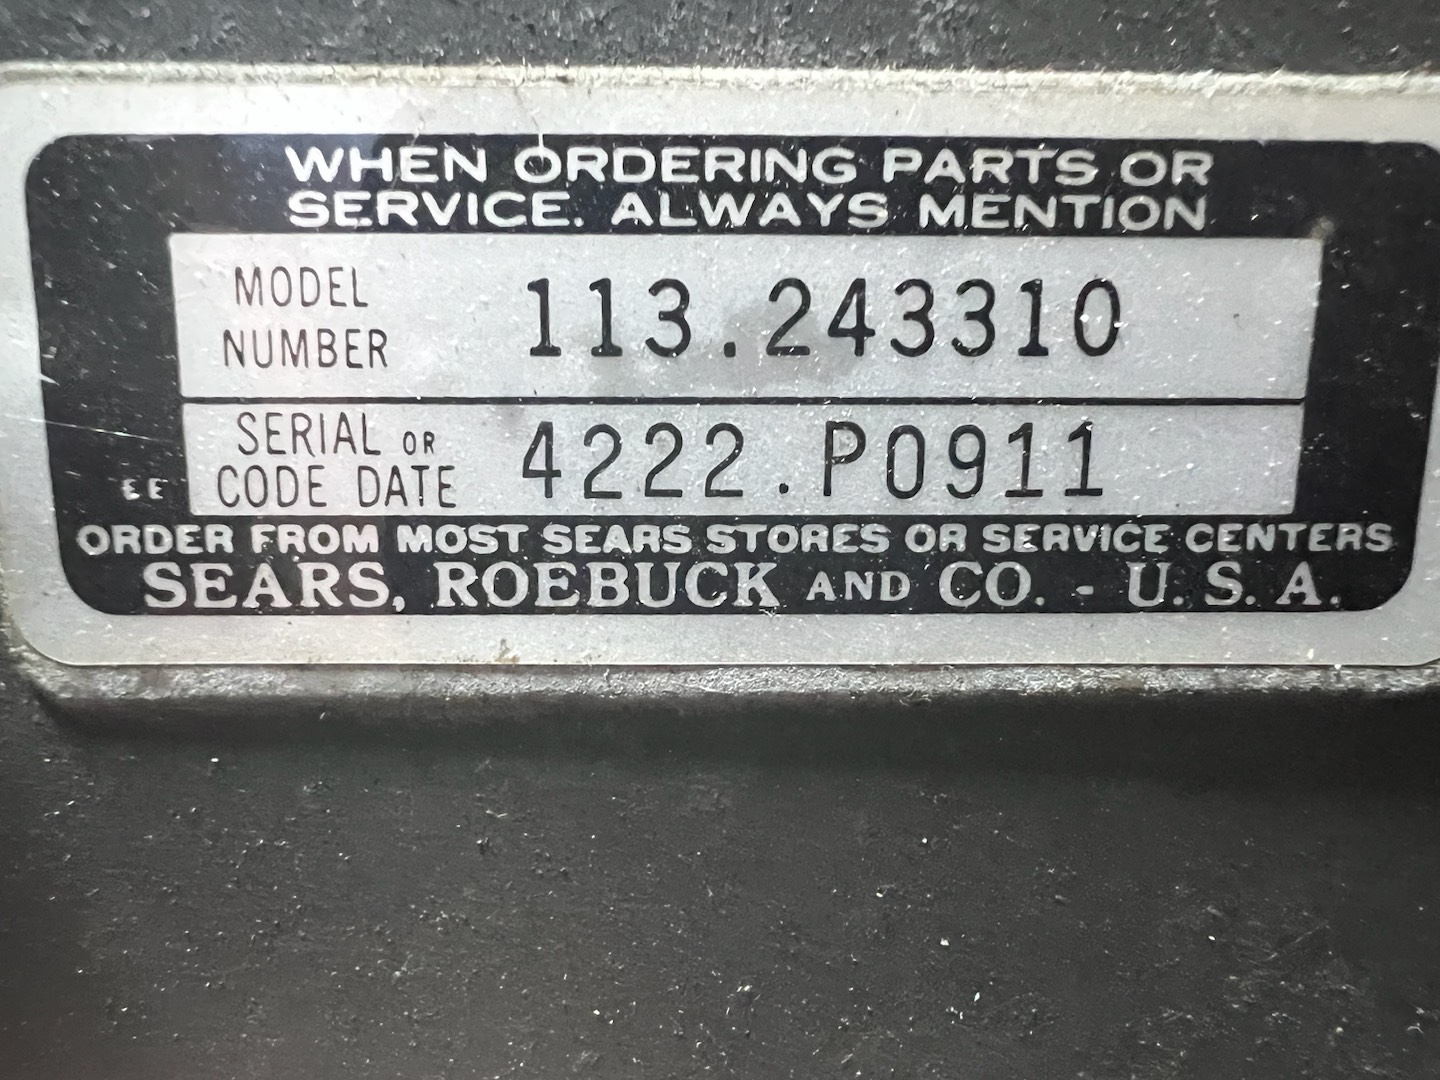 WHEN ORDERING PARTS OR
SERVICE. ALWAYS MENTION
MODEL
NUMBER
113.243310
SERIAL OR
CODE DATE
4222.P0911
EE
ORDER FROM MOST SEARS STORES OR SERVICE CENTERS
SEARS, ROEBUCK AND CO. - U. S. A.